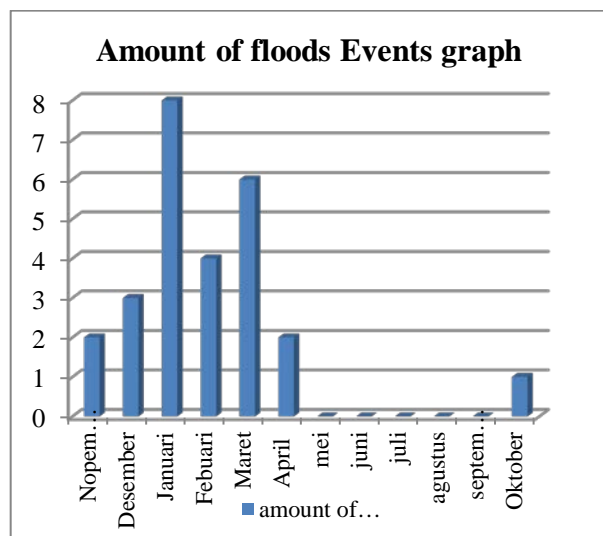 Amount of floods Events graph
8
7
6
5
4
3
2
1
0
Nopem…
Desember
Januari
Febuari
Maret
April
mei
juni
juli
agustus
septem…
Oktober
amount of…